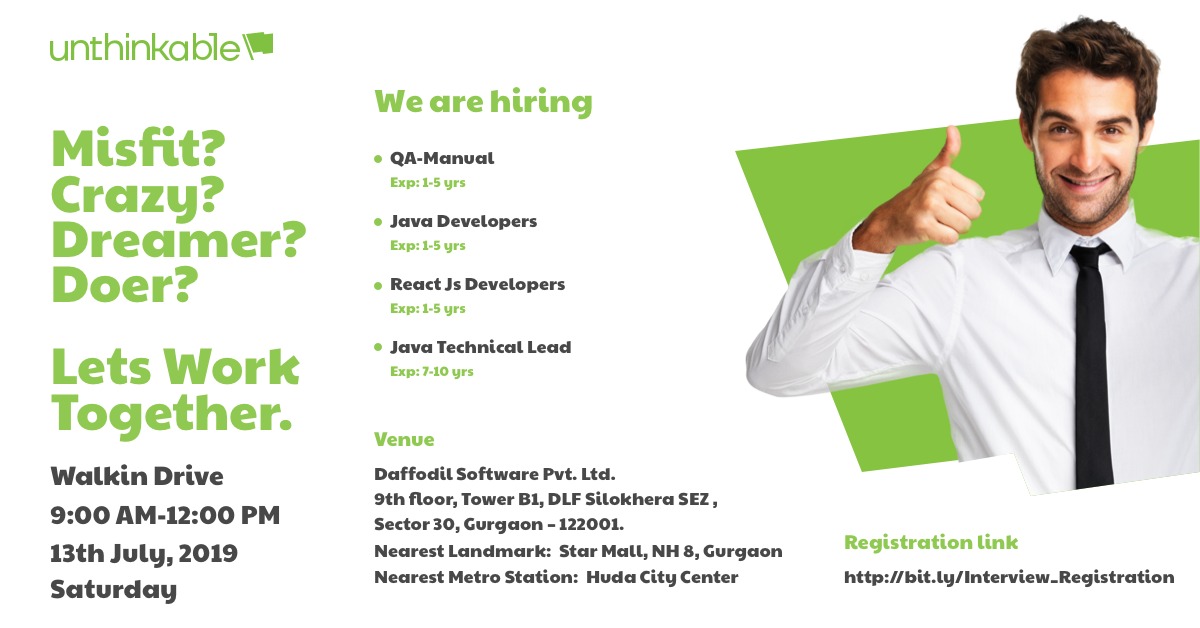 unthinkable
Misfit?
Crazy?
Dreamer?
Doer?
Lets Work
Together.
Walkin Drive
9:00 AM-12:00 PM
13th July, 2019
Saturday
We are hiring
QA-Manual
Exp: 1-5 yrs
Java Developers
Exp: 1-5 yrs
React Js Developers
Exp: 1-5 yrs
Java Technical Lead
Exp: 7-10 yrs
Venue
Daffodil Software Pvt. Ltd.
9th floor, Tower B1, DLF Silokhera SEZ ,
Sector 30, Gurgaon – 122001.
Nearest Landmark:  Star Mall, NH 8, Gurgaon
Nearest Metro Station:  Huda City Center
Registration link
http://bit.ly/Interview_Registration